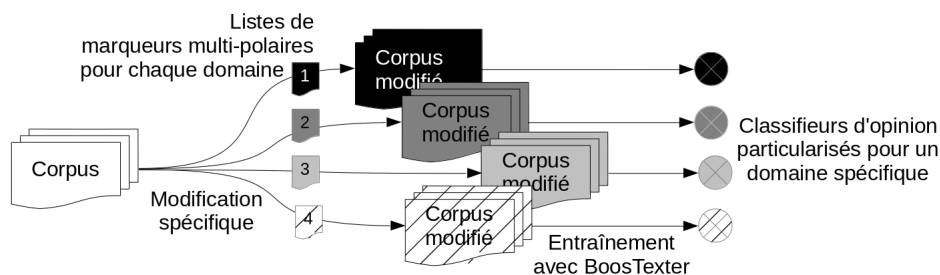 Listes de
marqueurs multi-polaires
pour chaque domaine
Corpus
1
Corpus
modifié
2
Corpus
modifié
3
Corpus
modifié
4
Corpus
modifié
Modification
spécifique
Entraînement
avec BoosTexter
Classifieurs d'opinion
particularisés pour un
domaine spécifique